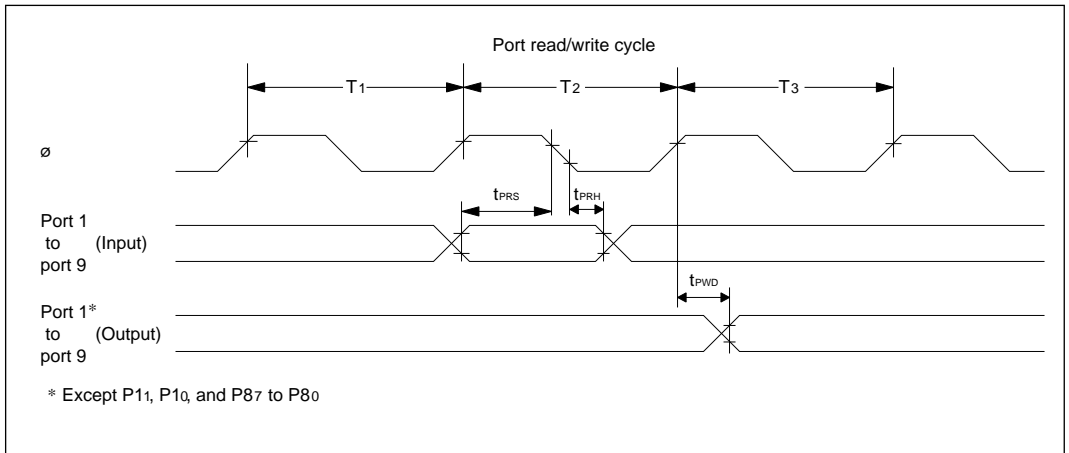 Port read/write cycle
T1 T2 T3
ø
tPRS tPRH
Port 1
to (Input)
port 9
tPWD
Port 1*
to (Output)
port 9
* Except P11, P10, and P87 to P80